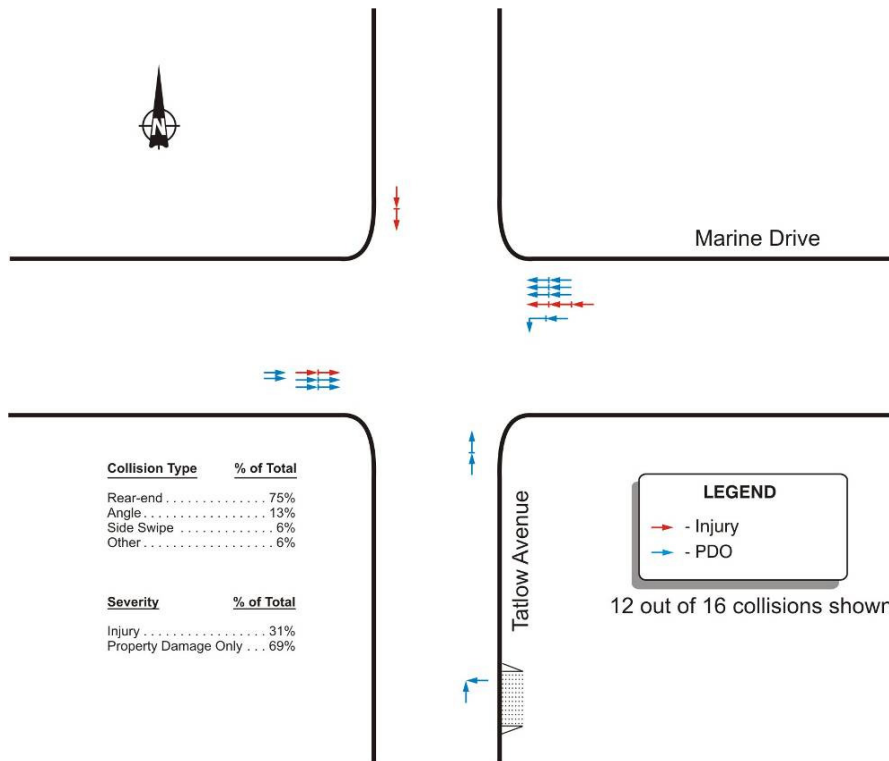 N
Marine Drive
Collision Type % of Total
Rear-end . . . . . . . . . . . . . . 75%
Angle . . . . . . . . . . . . . . . . . 13%
Side Swipe . . . . . . . . . . . . . 6%
Other . . . . . . . . . . . . . . . . . 6%
Severity % of Total
Injury . . . . . . . . . . . . . . . . . 31%
Property Damage Only . . . 69%
Tatlow Avenue
LEGEND
- Injury
- PDO
12 out of 16 collisions shown